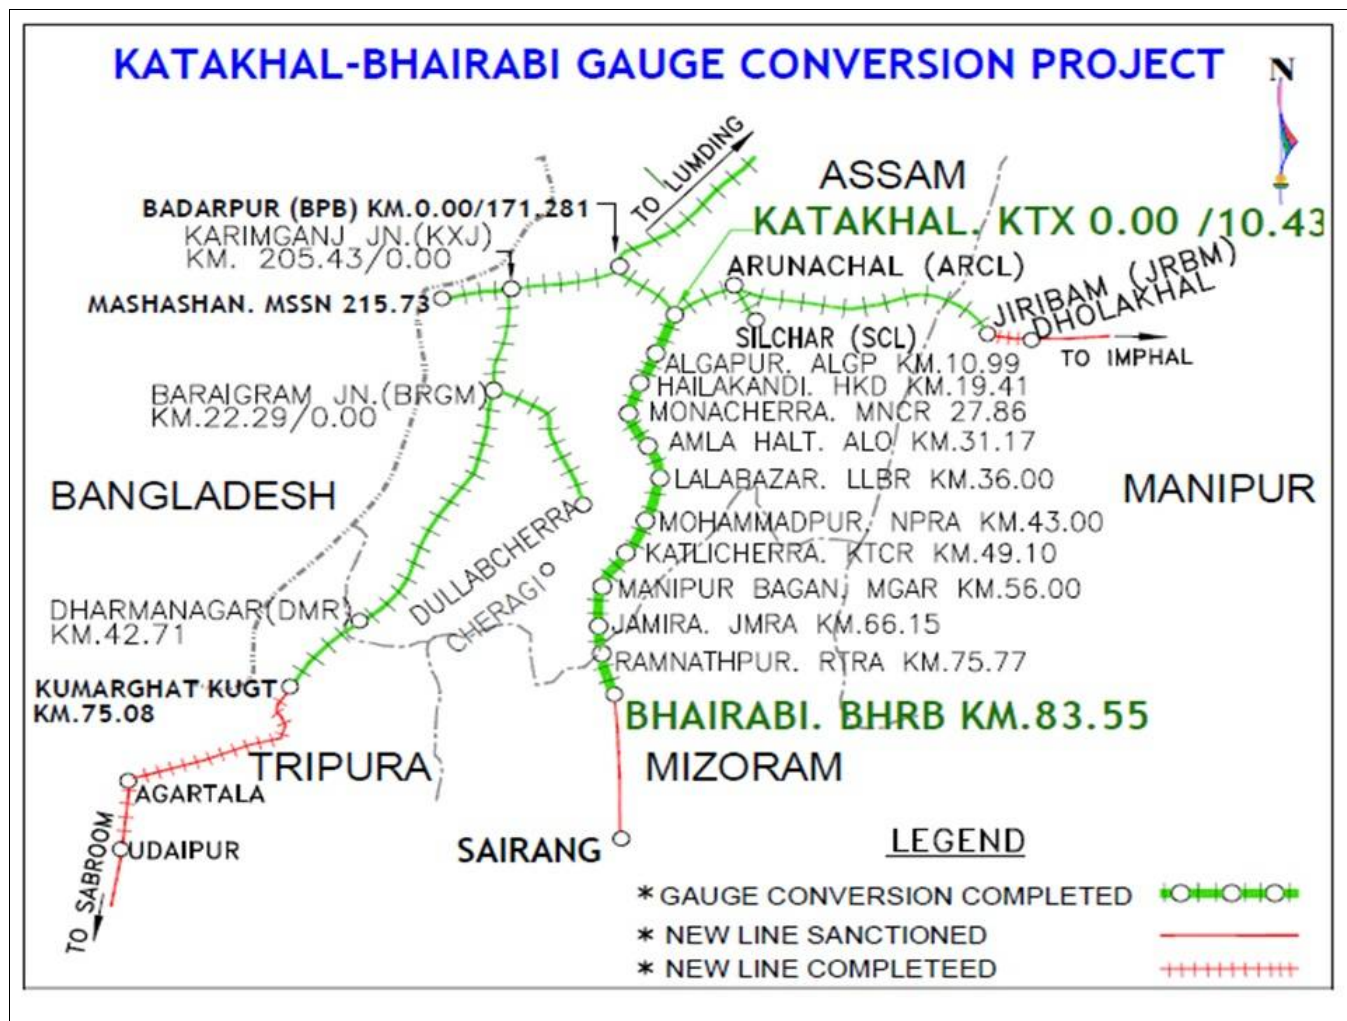 KATAKHAL-BHAIRABI GAUGE CONVERSION PROJECT
N
TO LUMDING
ASSAM
BADARPUR (BPB) KM.0.00/171.281
KATAKHAL. KTX 0.00 /10.43
KARIMGANJ JN.(KXJ)
KM. 205.43/0.00
ARUNACHAL (ARCL)
JIRIBAM (JRBM)
DHOLAKHAL
MASHASHAN. MSSN 215.73
SILCHAR (SCL)
TO IMPHAL
ALGAPUR. ALGP KM.10.99
HAILAKANDI. HKD KM.19.41
BARAIGRAM JN.(BRGM)
KM.22.29/0.00
MONACHERRA. MNCR 27.86
AMLA HALT. ALO KM.31.17
LALABAZAR. LLBR KM.36.00
BANGLADESH
MANIPUR
MOHAMMADPUR. NPRA KM.43.00
KATLICHERRA. KTCR KM.49.10
DULLABCHERRA
CHERAGI
MANIPUR BAGAN. MGAR KM.56.00
DHARMANAGAR(DMR)
KM.42.71
JAMIRA. JMRA KM.66.15
RAMNATHPUR. RTRA KM.75.77
KUMARGHAT KUGT
KM.75.08
BHAIRABI. BHRB KM.83.55
TRIPURA
MIZORAM
AGARTALA
UDAIPUR
TO SABROOM
SAIRANG
LEGEND
* GAUGE CONVERSION COMPLETED
* NEW LINE SANCTIONED
* NEW LINE COMPLETEED